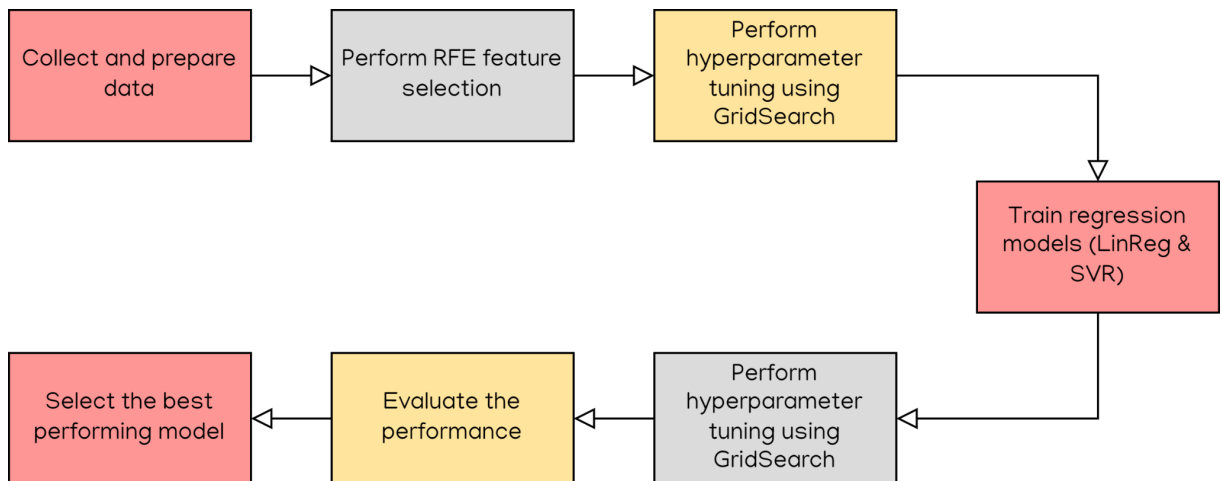 Collect and prepare
data
Perform RFE feature
selection
Perform
hyperparameter
tuning using
GridSearch
Train regression
models (LinReg &
SVR)
Perform
hyperparameter
tuning using
GridSearch
Evaluate the
performance
Select the best
performing model